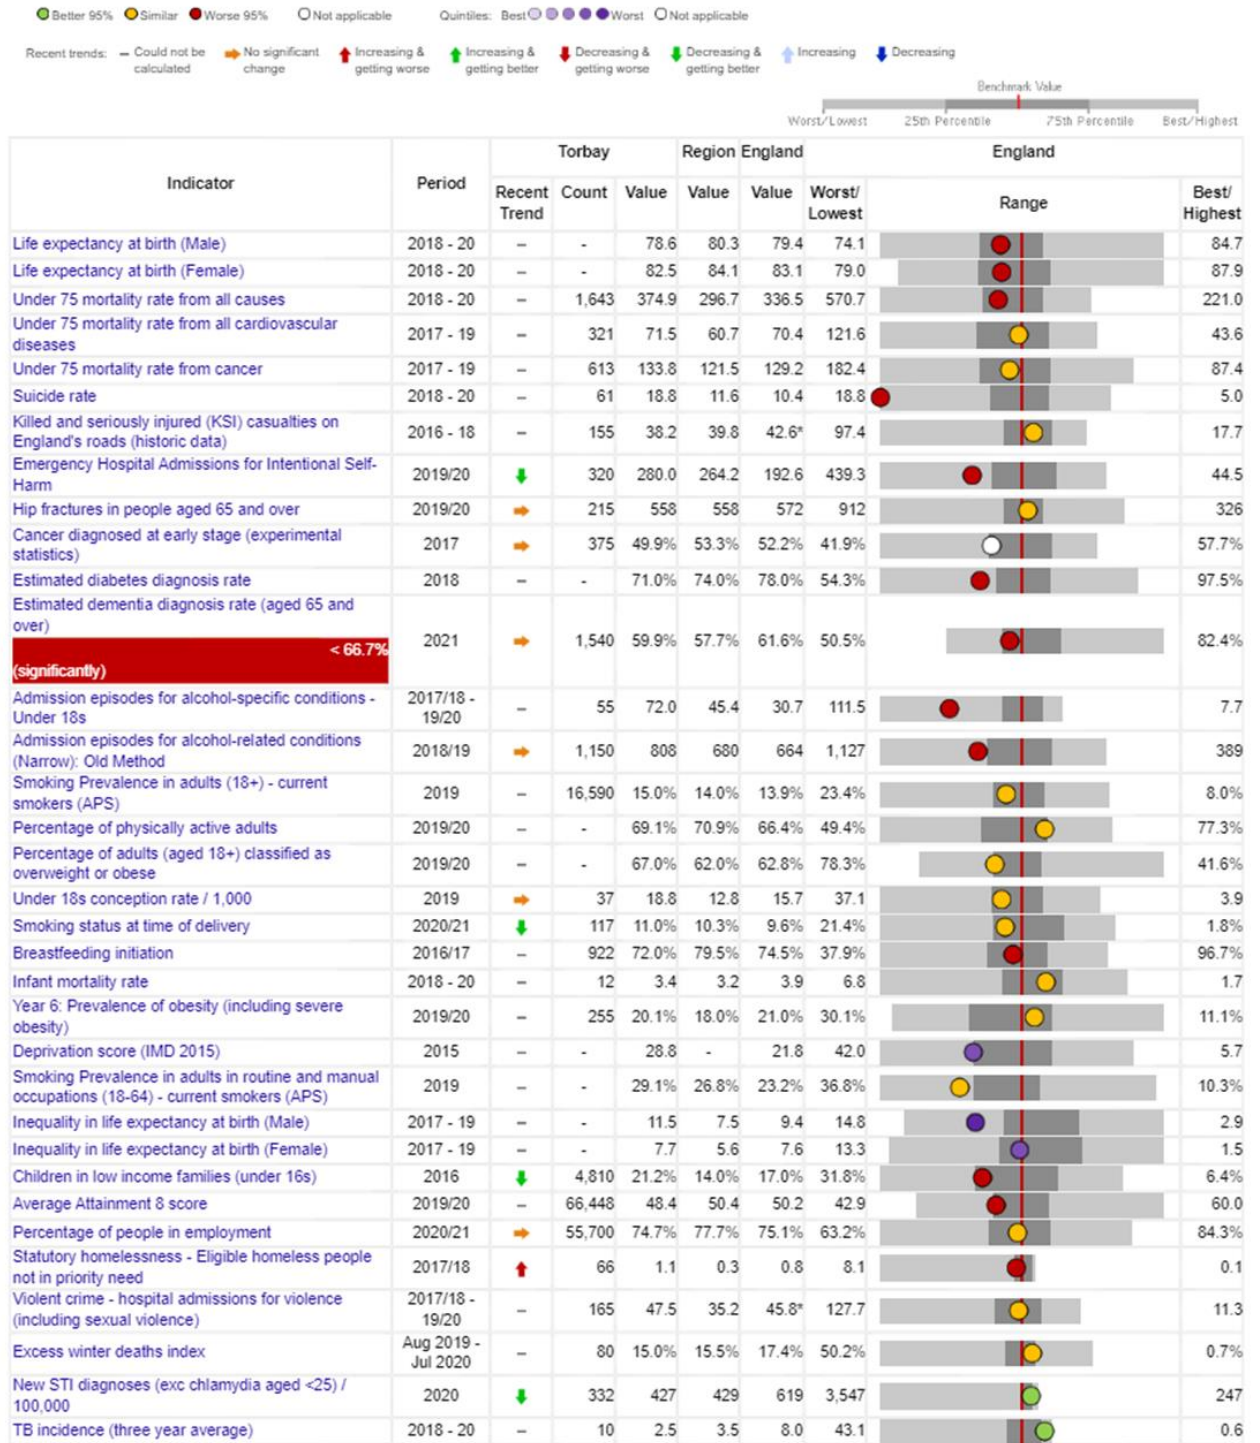 Better 95% Similar Worse 95% Not applicable Quintiles: Best Worst Not applicable
Recent trends: – Could not be calculated No significant change Increasing & getting worse Increasing & getting better Decreasing & getting worse Decreasing & getting better Increasing Decreasing
Benchmark Value
Worst/Lowest 25th Percentile 75th Percentile Best/Highest
Torbay Region England England
Indicator Period Recent Trend Count Value Value Value Worst/ Lowest Range Best/ Highest
Life expectancy at birth (Male) 2018 - 20 – - 78.6 80.3 79.4 74.1 84.7
Life expectancy at birth (Female) 2018 - 20 – - 82.5 84.1 83.1 79.0 87.9
Under 75 mortality rate from all causes 2018 - 20 – 1,643 374.9 296.7 336.5 570.7 221.0
Under 75 mortality rate from all cardiovascular
diseases 2017 - 19 – 321 71.5 60.7 70.4 121.6 43.6
Under 75 mortality rate from cancer 2017 - 19 – 613 133.8 121.5 129.2 182.4 87.4
Suicide rate 2018 - 20 – 61 18.8 11.6 10.4 18.8 5.0
Killed and seriously injured (KSI) casualties on
England's roads (historic data) 2016 - 18 – 155 38.2 39.8 42.6* 97.4 17.7
Emergency Hospital Admissions for Intentional Self-
Harm 2019/20 320 280.0 264.2 192.6 439.3 44.5
Hip fractures in people aged 65 and over 2019/20 215 558 558 572 912 326
Cancer diagnosed at early stage (experimental
statistics) 2017 375 49.9% 53.3% 52.2% 41.9% 57.7%
Estimated diabetes diagnosis rate 2018 – - 71.0% 74.0% 78.0% 54.3% 97.5%
Estimated dementia diagnosis rate (aged 65 and
over) 2021 1,540 59.9% 57.7% 61.6% 50.5% 82.4%
< 66.7%
(significantly)
Admission episodes for alcohol-specific conditions -
Under 18s 2017/18 - 19/20 – 55 72.0 45.4 30.7 111.5 7.7
Admission episodes for alcohol-related conditions
(Narrow): Old Method 2018/19 1,150 808 680 664 1,127 389
Smoking Prevalence in adults (18+) - current
smokers (APS) 2019 – 16,590 15.0% 14.0% 13.9% 23.4% 8.0%
Percentage of physically active adults 2019/20 – - 69.1% 70.9% 66.4% 49.4% 77.3%
Percentage of adults (aged 18+) classified as
overweight or obese 2019/20 – - 67.0% 62.0% 62.8% 78.3% 41.6%
Under 18s conception rate / 1,000 2019 37 18.8 12.8 15.7 37.1 3.9
Smoking status at time of delivery 2020/21 117 11.0% 10.3% 9.6% 21.4% 1.8%
Breastfeeding initiation 2016/17 – 922 72.0% 79.5% 74.5% 37.9% 96.7%
Infant mortality rate 2018 - 20 – 12 3.4 3.2 3.9 6.8 1.7
Year 6: Prevalence of obesity (including severe
obesity) 2019/20 – 255 20.1% 18.0% 21.0% 30.1% 11.1%
Deprivation score (IMD 2015) 2015 – - 28.8 - 21.8 42.0 5.7
Smoking Prevalence in adults in routine and manual
occupations (18-64) - current smokers (APS) 2019 – - 29.1% 26.8% 23.2% 36.8% 10.3%
Inequality in life expectancy at birth (Male) 2017 - 19 – - 11.5 7.5 9.4 14.8 2.9
Inequality in life expectancy at birth (Female) 2017 - 19 – - 7.7 5.6 7.6 13.3 1.5
Children in low income families (under 16s) 2016 4,810 21.2% 14.0% 17.0% 31.8% 6.4%
Average Attainment 8 score 2019/20 – 66,448 48.4 50.4 50.2 42.9 60.0
Percentage of people in employment 2020/21 55,700 74.7% 77.7% 75.1% 63.2% 84.3%
Statutory homelessness - Eligible homeless people
not in priority need 2017/18 66 1.1 0.3 0.8 8.1 0.1
Violent crime - hospital admissions for violence
(including sexual violence) 2017/18 - 19/20 – 165 47.5 35.2 45.8* 127.7 11.3
Excess winter deaths index Aug 2019 - Jul 2020 – 80 15.0% 15.5% 17.4% 50.2% 0.7%
New STI diagnoses (exc chlamydia aged <25) /
100,000 2020 332 427 429 619 3,547 247
TB incidence (three year average) 2018 - 20 – 10 2.5 3.5 8.0 43.1 0.6